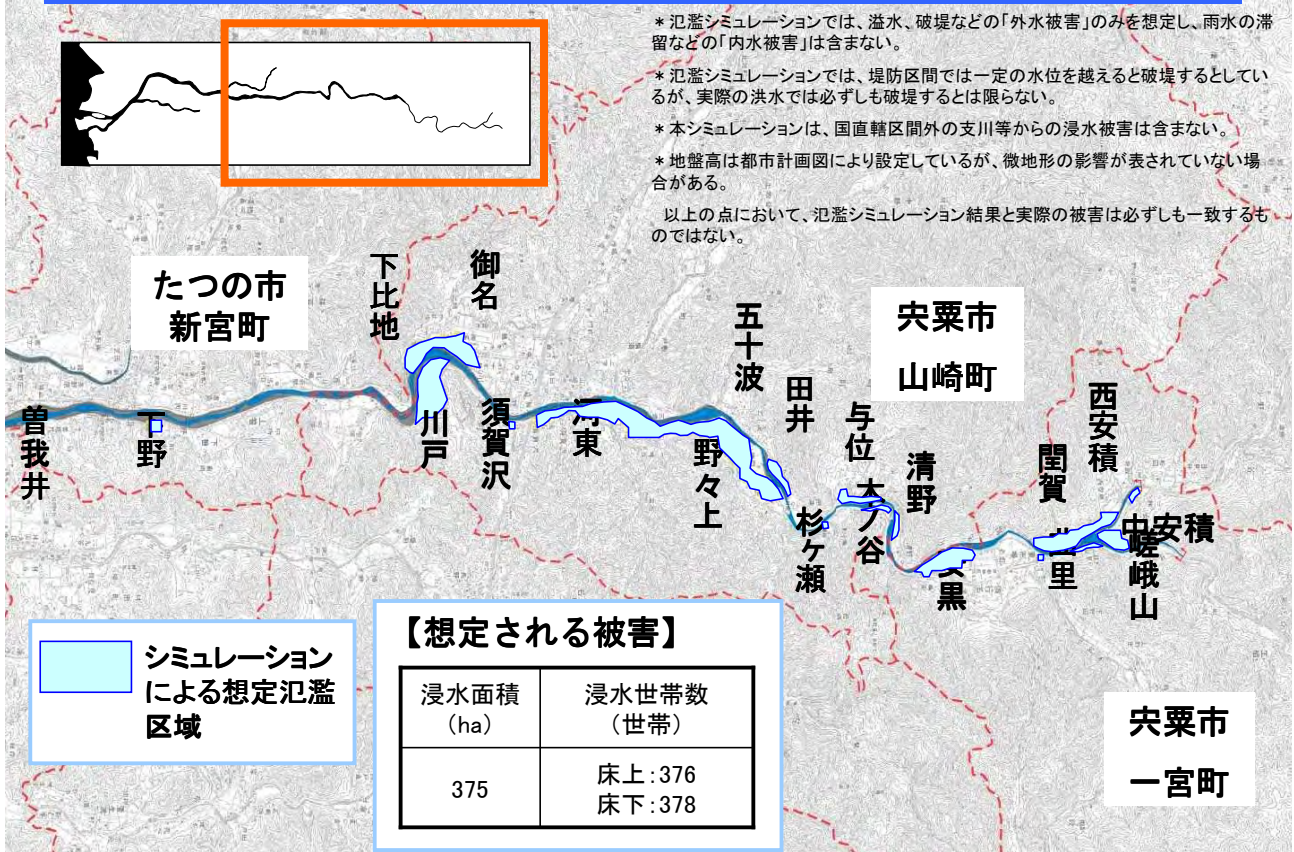 ＊氾濫シミュレーションでは、溢水、破堤などの「外水被害」のみを想定し、雨水の滞
留などの「内水被害」は含まない。
＊氾濫シミュレーションでは、堤防区間では一定の水位を越えると破堤するとしてい
るが、実際の洪水では必ずしも破堤するとは限らない。
＊本シミュレーションは、国直轄区間外の支川等からの浸水被害は含まない。
＊地盤高は都市計画図により設定しているが、微地形の影響が表されていない場
合がある。
以上の点において、氾濫シミュレーション結果と実際の被害は必ずしも一致するも
のではない。
たつの市
新宮町
下比地
御名
五十波
田井
宍粟市
山崎町
与位
清野
西安積
閏賀
曽我井
下野
川戸
須賀沢
河東
野々上
杉ヶ瀬
木ノ谷
安黒
曲里
中安積
嵯峨山
シミュレーション
による想定氾濫
区域
【想定される被害】
浸水面積
（ha）
浸水世帯数
（世帯）
375
床上：376
床下：378
宍粟市
一宮町